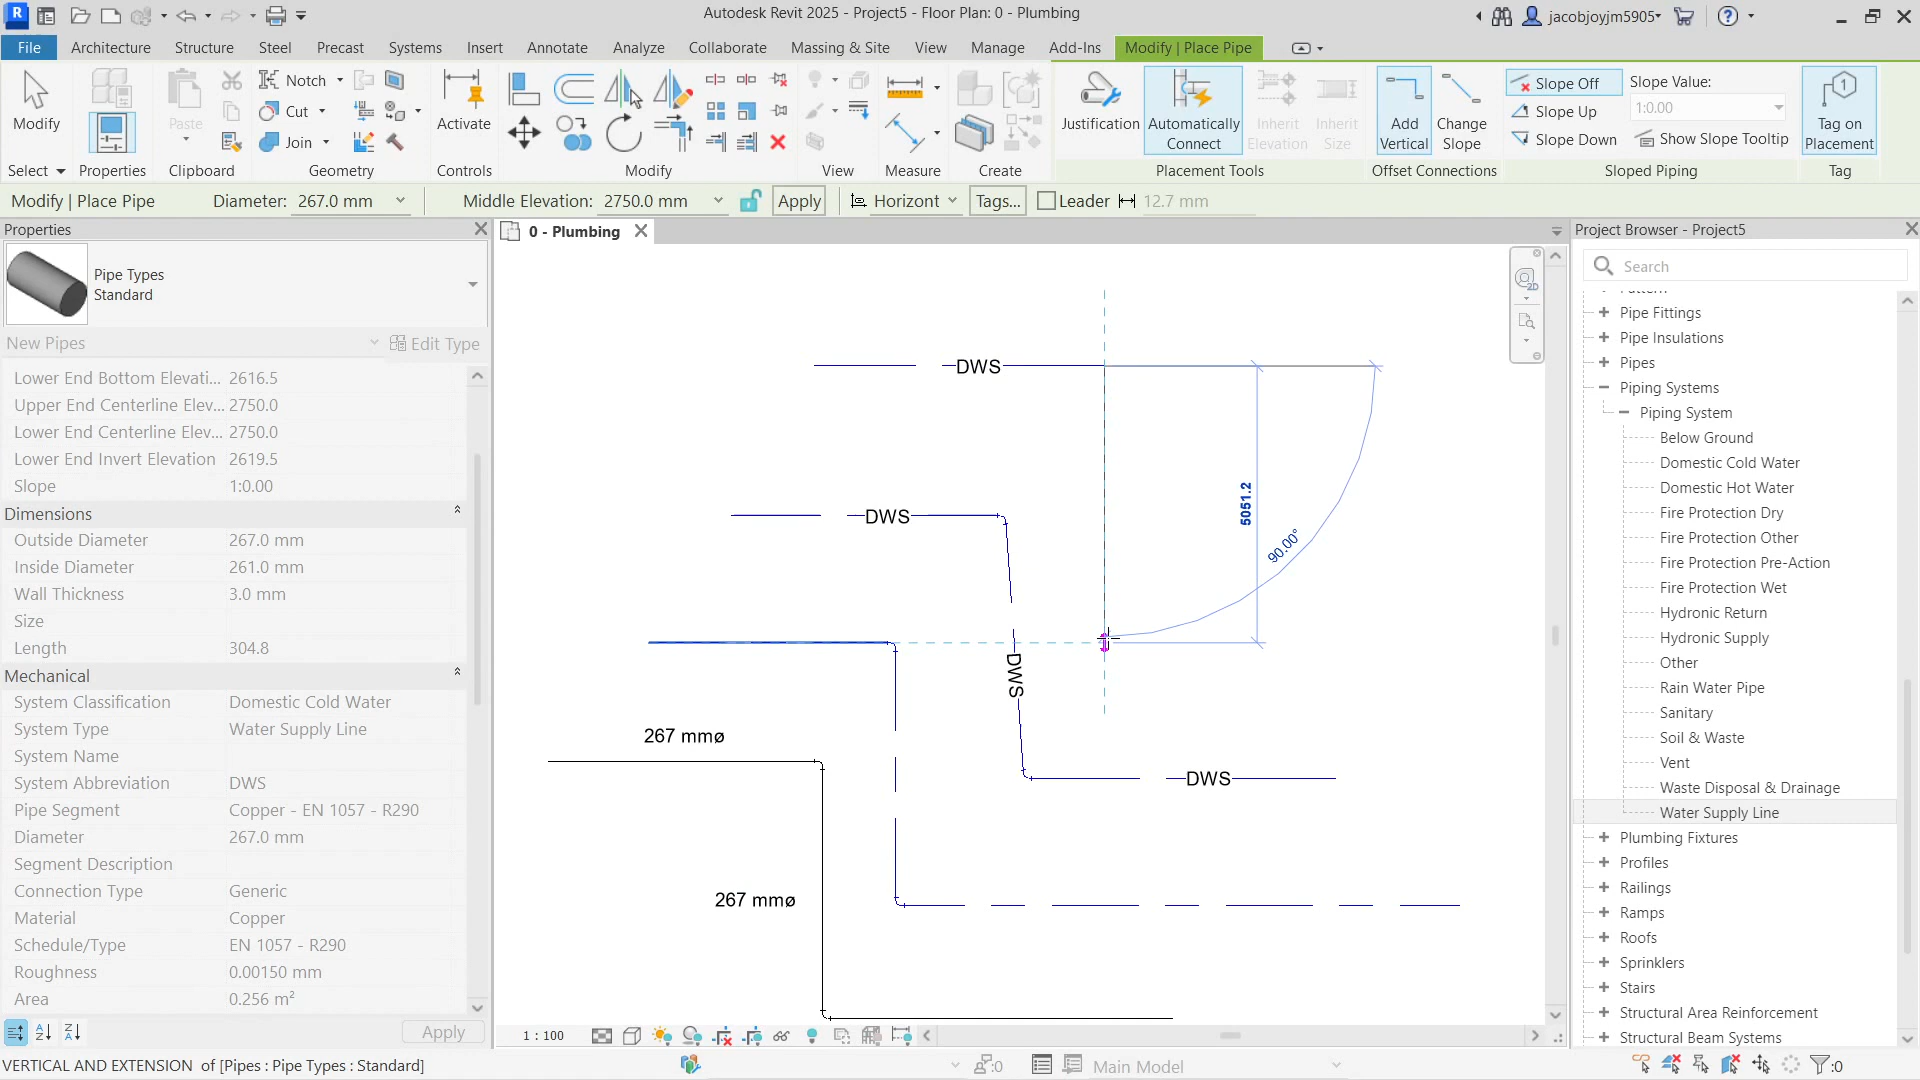 Autodesk Revit 2025 - Project5 - Floor Plan: 0 - Plumbing
jacobjoyjm5905
File Architecture Structure Steel Precast Systems Insert Annotate Analyze Collaborate Massing & Site View Manage Add-Ins Modify | Place Pipe
Modify
Select
Properties
Paste
Clipboard
Notch
Cut
Join
Geometry
Activate
Controls
Modify
View
Measure
Create
Justification
Automatically
Connect
Inherit
Elevation
Inherit
Size
Placement Tools
Add
Vertical
Change
Slope
Offset Connections
Slope Off
Slope Up
Slope Down
Slope Value:
1:0.00
Show Slope Tooltip
Sloped Piping
Tag on
Placement
Tag
Modify | Place Pipe Diameter: 267.0 mm Middle Elevation: 2750.0 mm Apply Horizont Tags... Leader 12.7 mm
Properties
Pipe Types
Standard
New Pipes Edit Type
Lower End Bottom Elevati... 2616.5
Upper End Centerline Elev... 2750.0
Lower End Centerline Elev... 2750.0
Lower End Invert Elevation 2619.5
Slope 1:0.00
Dimensions
Outside Diameter 267.0 mm
Inside Diameter 261.0 mm
Wall Thickness 3.0 mm
Size
Length 304.8
Mechanical
System Classification Domestic Cold Water
System Type Water Supply Line
System Name
System Abbreviation DWS
Pipe Segment Copper - EN 1057 - R290
Diameter 267.0 mm
Segment Description
Connection Type Generic
Material Copper
Schedule/Type EN 1057 - R290
Roughness 0.00150 mm
Area 0.256 m²
Apply
0 - Plumbing
DWS
DWS
5051.2
90.00°
DWS
267 mmø
DWS
267 mmø
1 : 100
Project Browser - Project5
Search
Pipe Fittings
Pipe Insulations
Pipes
Piping Systems
Piping System
Below Ground
Domestic Cold Water
Domestic Hot Water
Fire Protection Dry
Fire Protection Other
Fire Protection Pre-Action
Fire Protection Wet
Hydronic Return
Hydronic Supply
Other
Rain Water Pipe
Sanitary
Soil & Waste
Vent
Waste Disposal & Drainage
Water Supply Line
Plumbing Fixtures
Profiles
Railings
Ramps
Roofs
Sprinklers
Stairs
Structural Area Reinforcement
Structural Beam Systems
VERTICAL AND EXTENSION of [Pipes : Pipe Types : Standard]
:0
Main Model
:0